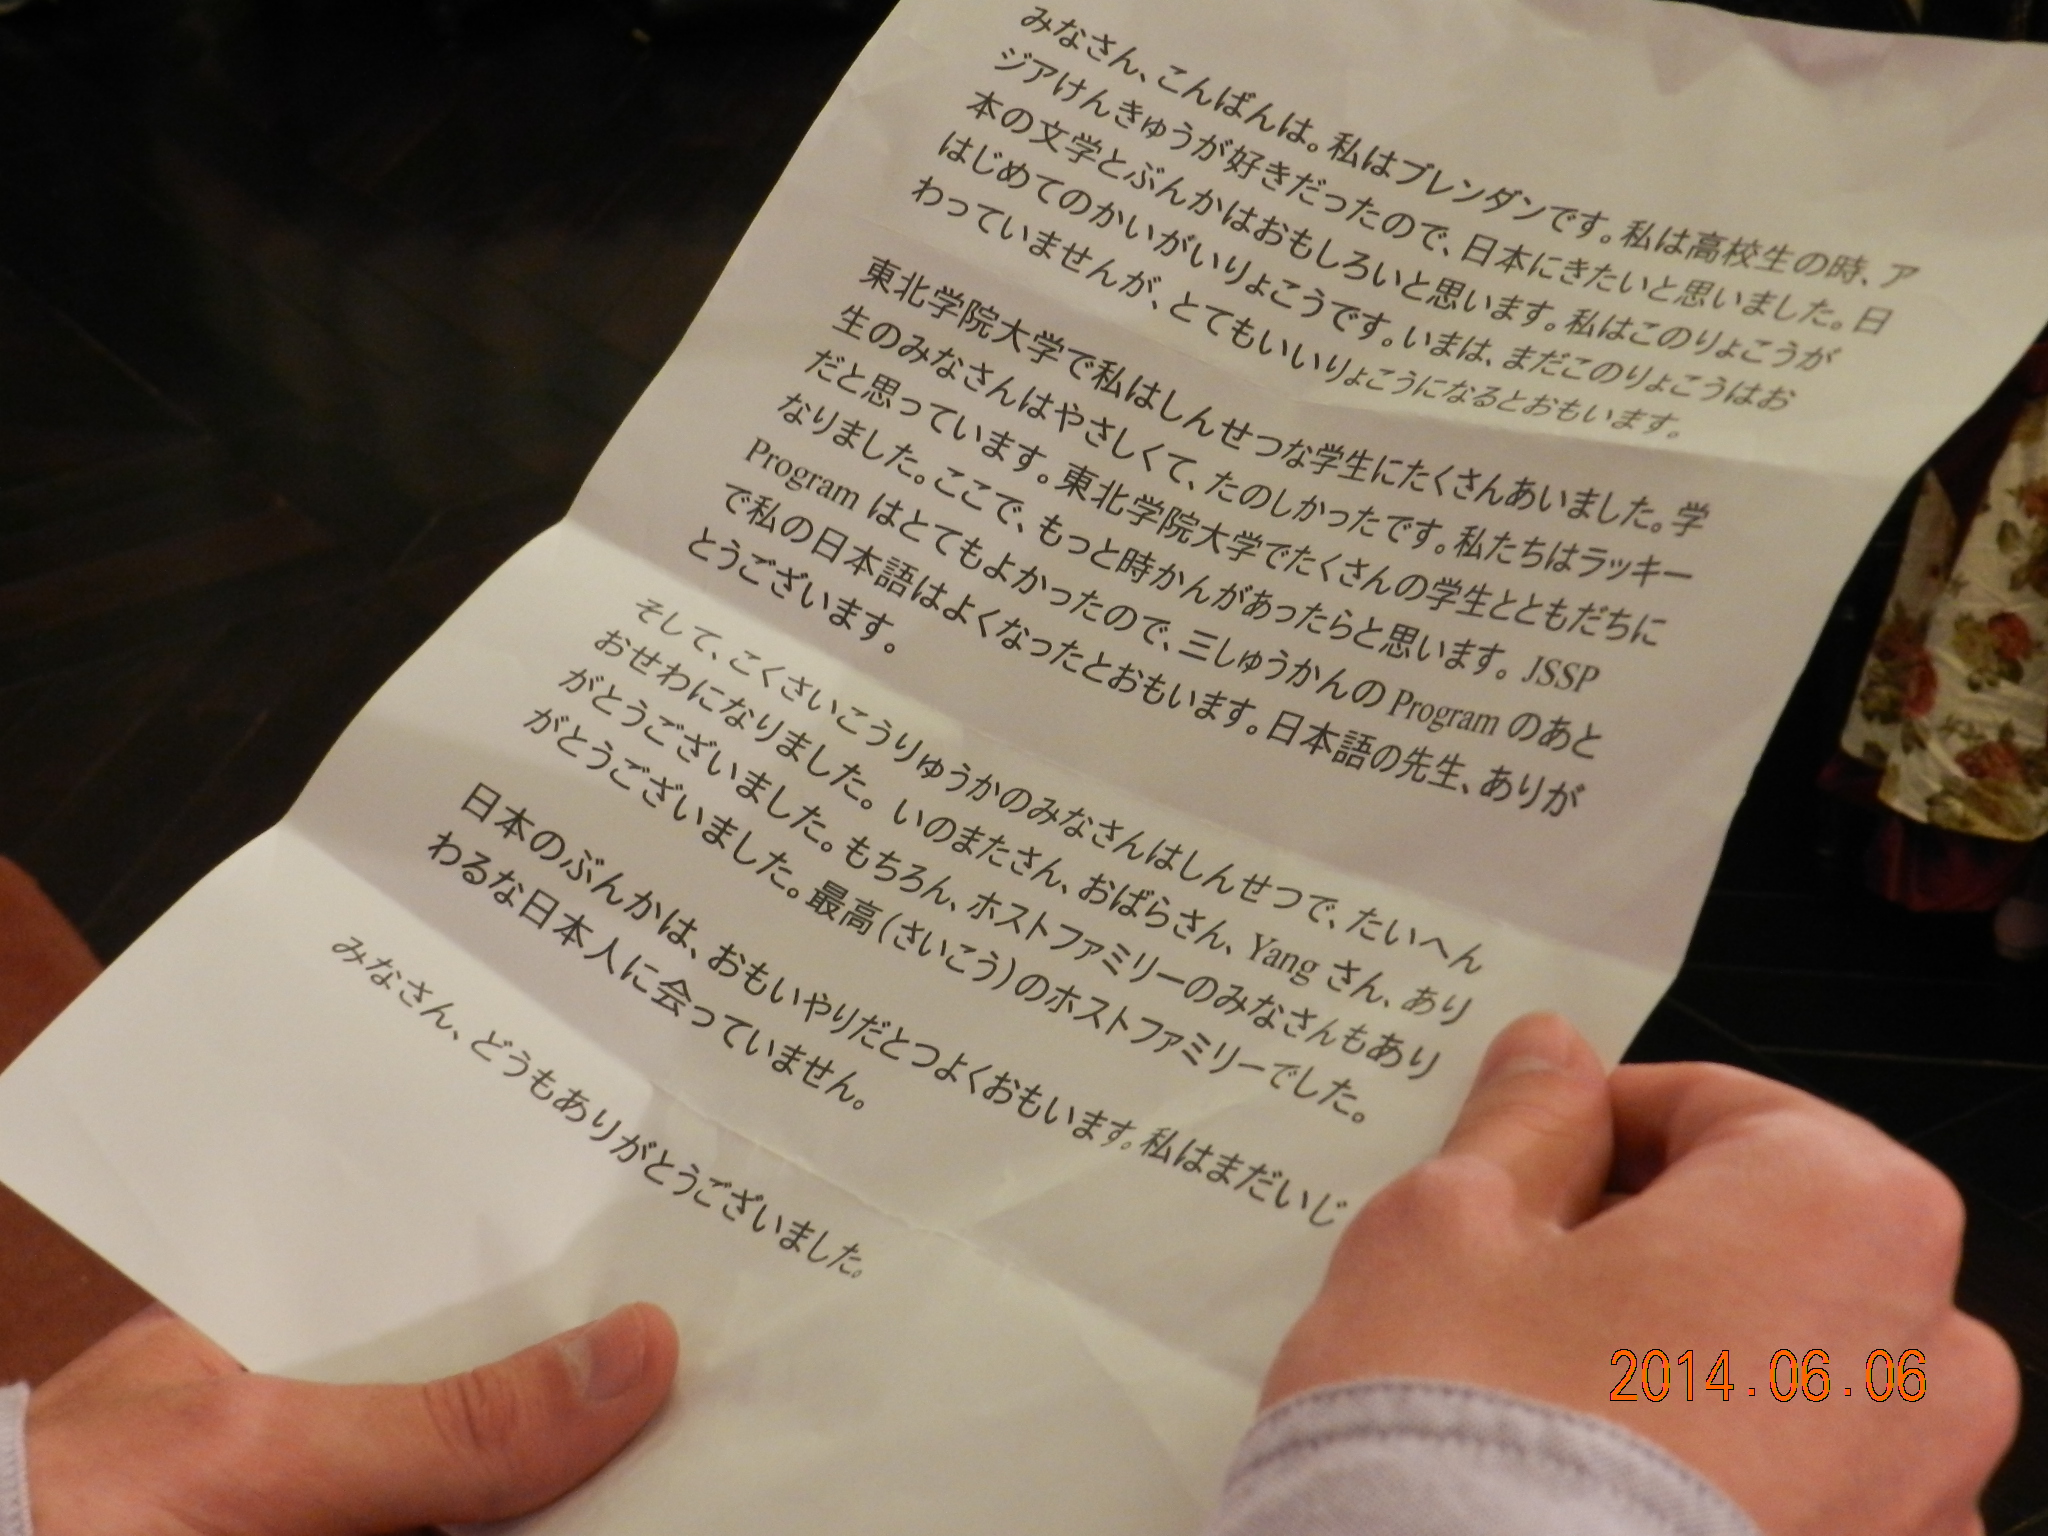 みなさん、こんばんは。私はブレンダンです。私は高校生の時、ア
ジアけんきゅうが好きだったので、日本にきたいと思いました。日
本の文学とぶんかはおもしろいと思います。私はこのりょこうが
はじめてのかいがいりょこうです。いまは、まだこのりょこうはお
わっていませんが、とてもいいりょこうになるとおもいます。
東北学院大学で私はしんせつな学生にたくさんあいました。学
生のみなさんはやさしくて、たのしかったです。私たちはラッキー
だと思っています。東北学院大学でたくさんの学生とともだちに
なりました。ここで、もっと時かんがあったらと思います。JSSP
Program はとてもよかったので、三しゅうかんの Program のあと
で私の日本語はよくなったとおもいます。日本語の先生、ありが
とうございます。
そして、こくさいこうりゅうかのみなさんはしんせつで、たいへん
おせわになりました。いのまたさん、おばらさん、Yang さん、あり
がとうございました。もちろん、ホストファミリーのみなさんもあり
がとうございました。最高(さいこう)のホストファミリーでした。
日本のぶんかは、おもいやりだとつよくおもいます。私はまだいじ
わるな日本人に会っていません。
みなさん、どうもありがとうございました。
2014.06.06